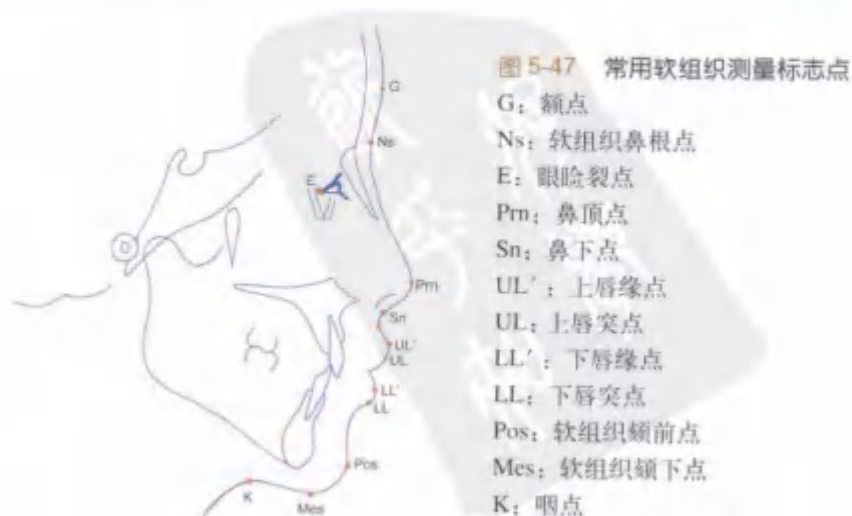 图 5-47 常用软组织测量标志点
G：额点
Ns：软组织鼻根点
E：眼睑裂点
Prn：鼻顶点
Sn：鼻下点
UL′：上唇缘点
UL：上唇突点
LL′：下唇缘点
LL：下唇突点
Pos：软组织颏前点
Mes：软组织颏下点
K：咽点
G
Ns
E
Prn
Sn
UL′
UL
LL′
LL
Pos
K
Mes